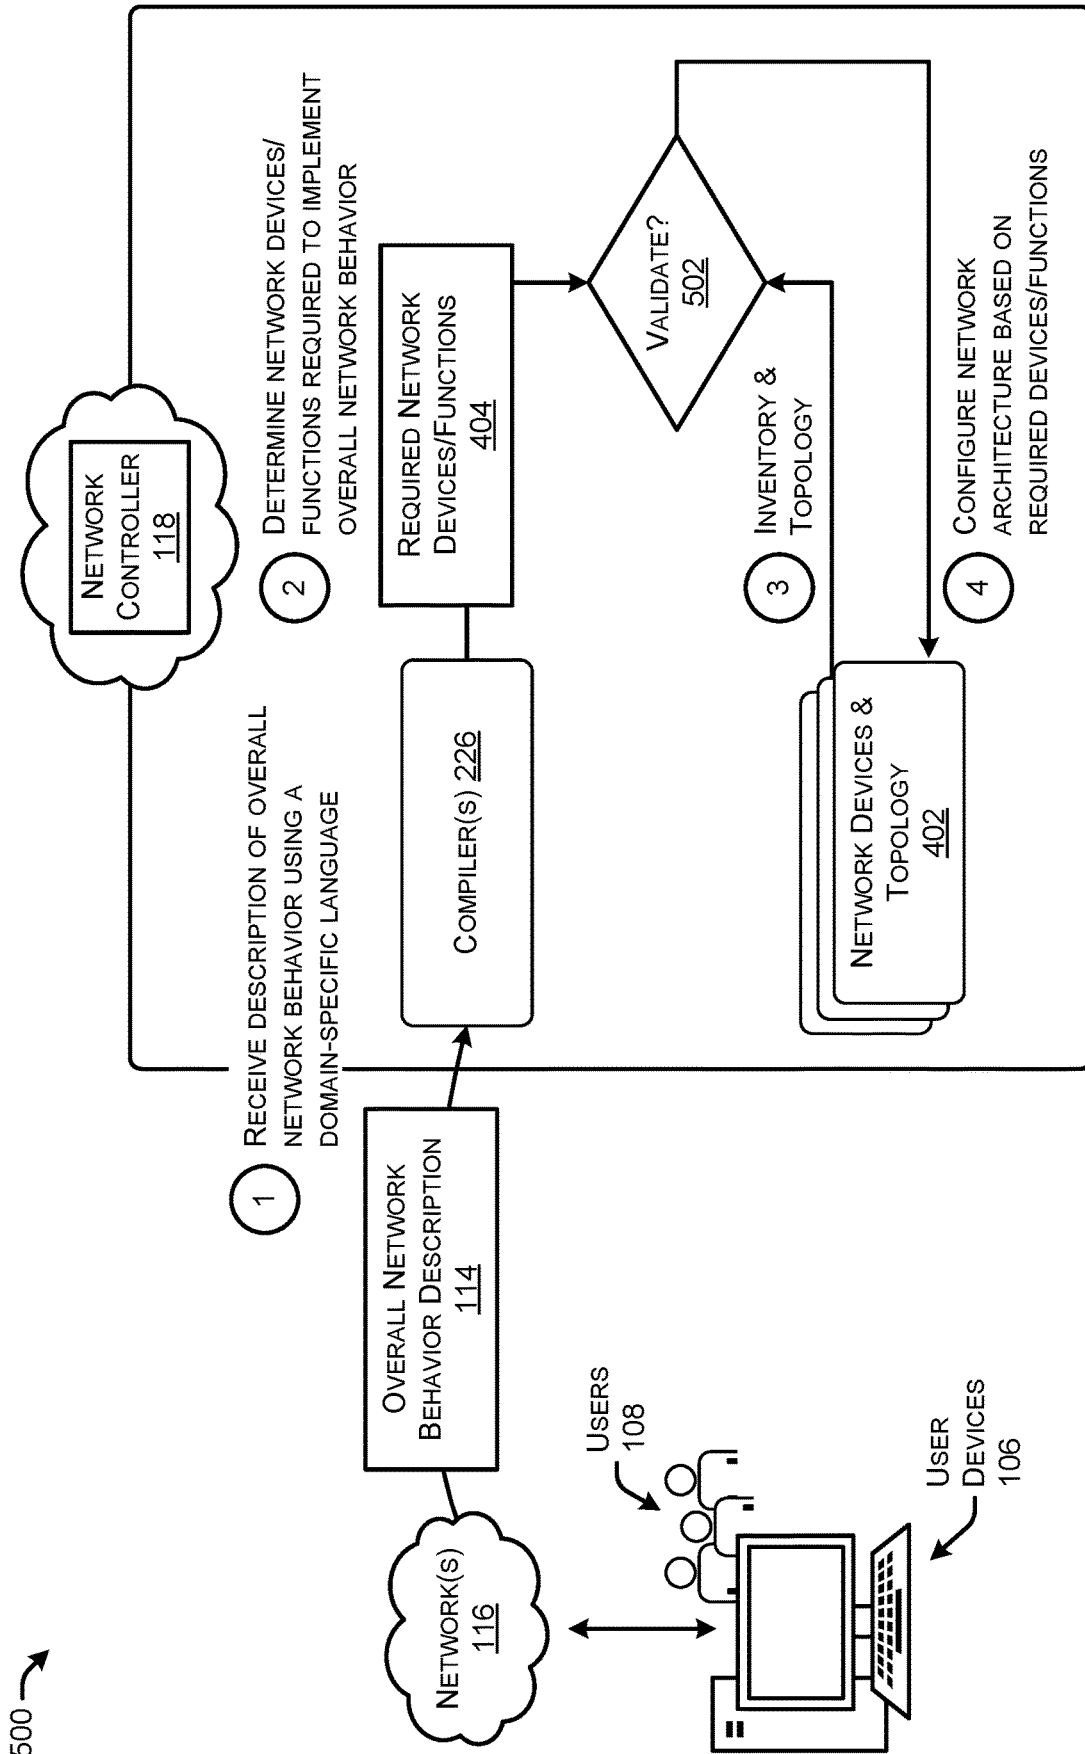 500
NETWORK
CONTROLLER
118
1
RECEIVE DESCRIPTION OF OVERALL
NETWORK BEHAVIOR USING A
DOMAIN-SPECIFIC LANGUAGE
2
DETERMINE NETWORK DEVICES/
FUNCTIONS REQUIRED TO IMPLEMENT
OVERALL NETWORK BEHAVIOR
NETWORK(S)
116
OVERALL NETWORK
BEHAVIOR DESCRIPTION
114
COMPILER(S) 226
REQUIRED NETWORK
DEVICES/FUNCTIONS
404
USERS
108
VALIDATE?
502
3
INVENTORY &
TOPOLOGY
NETWORK DEVICES &
TOPOLOGY
402
USER
DEVICES
106
4
CONFIGURE NETWORK
ARCHITECTURE BASED ON
REQUIRED DEVICES/FUNCTIONS